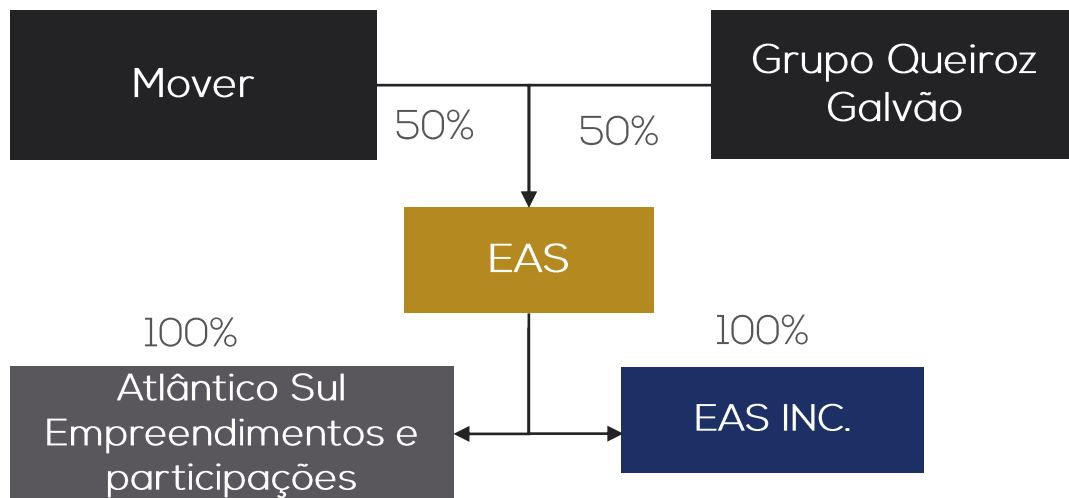 Mover
Grupo Queiroz
Galvão
50%
50%
EAS
100%
100%
Atlântico Sul
Empreendimentos e
participações
EAS INC.